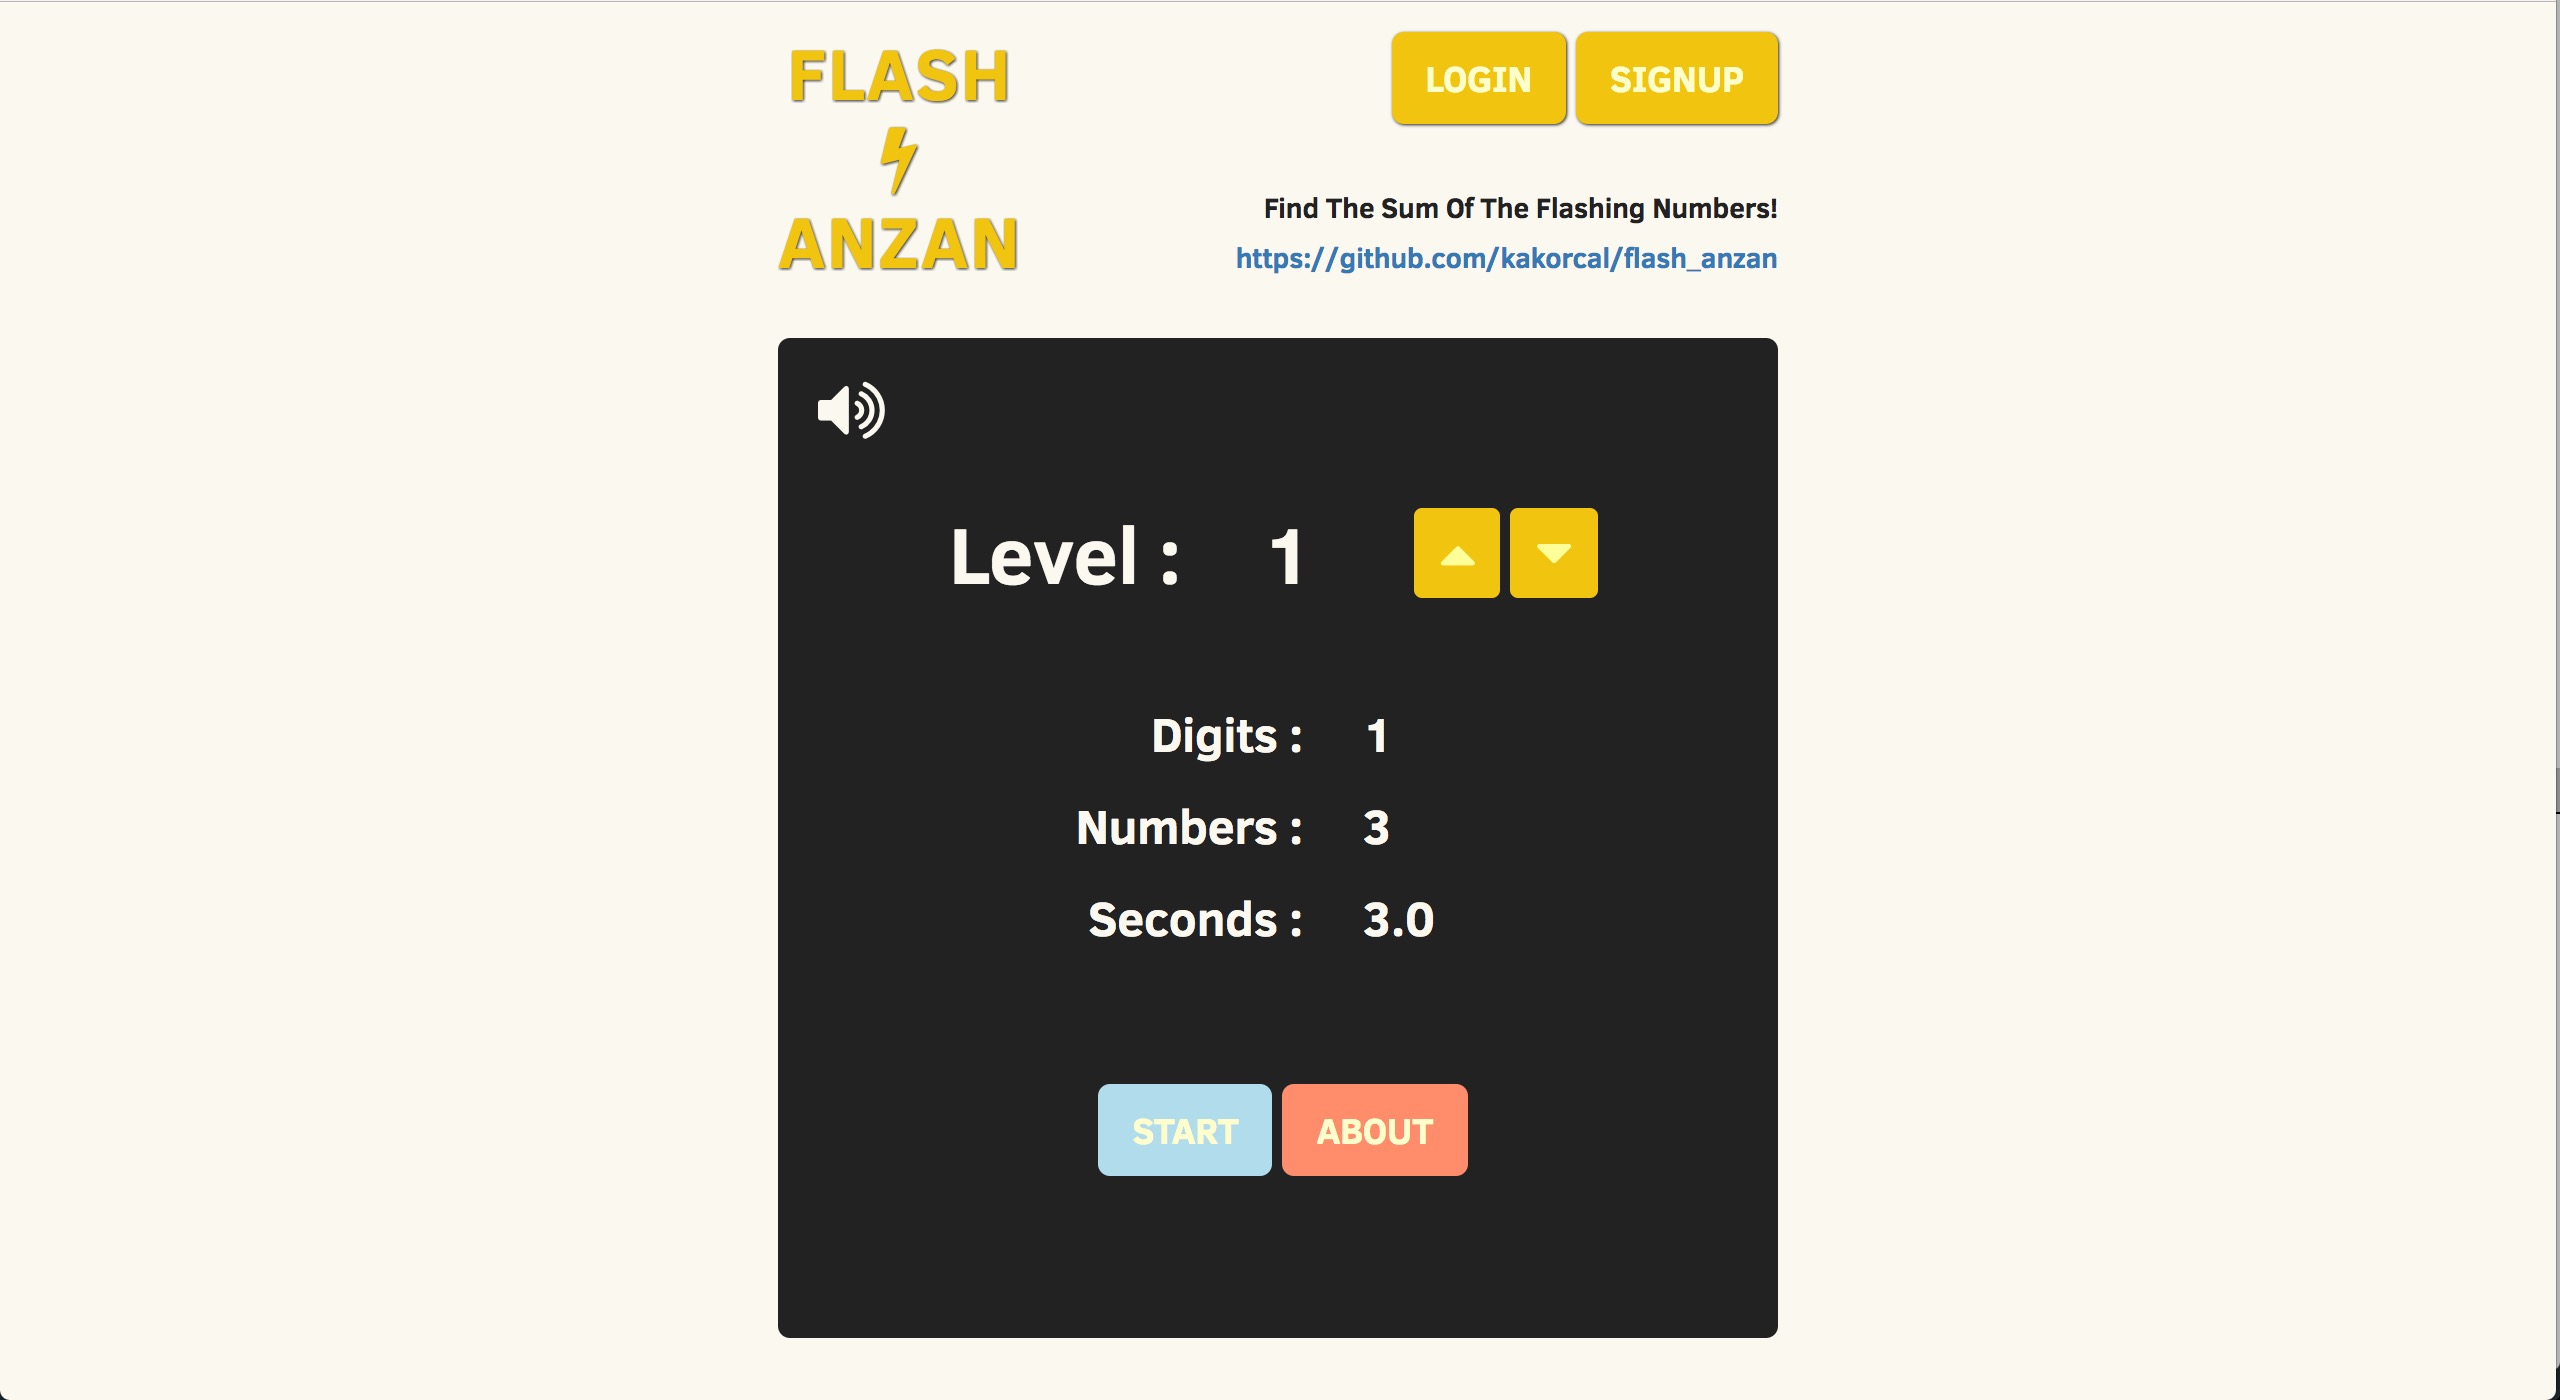 FLASH
ANZAN
LOGIN SIGNUP
Find The Sum Of The Flashing Numbers!
https://github.com/kakorcal/flash_anzan
Level : 1
Digits : 1
Numbers : 3
Seconds : 3.0
START ABOUT